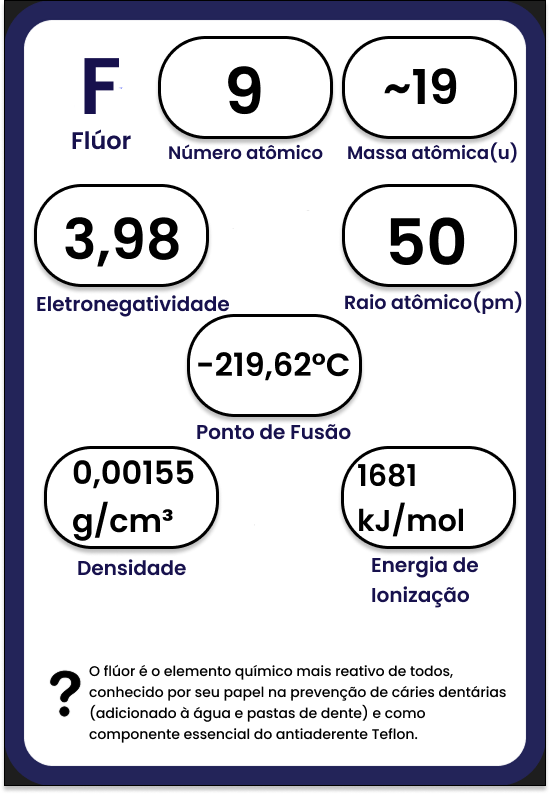 F
Flúor
9
Número atômico
~19
Massa atômica(u)
3,98
Eletronegatividade
50
Raio atômico(pm)
-219,62°C
Ponto de Fusão
0,00155
g/cm³
Densidade
1681
kJ/mol
Energia de
Ionização
?
O flúor é o elemento químico mais reativo de todos,
conhecido por seu papel na prevenção de cáries dentárias
(adicionado à água e pastas de dente) e como
componente essencial do antiaderente Teflon.